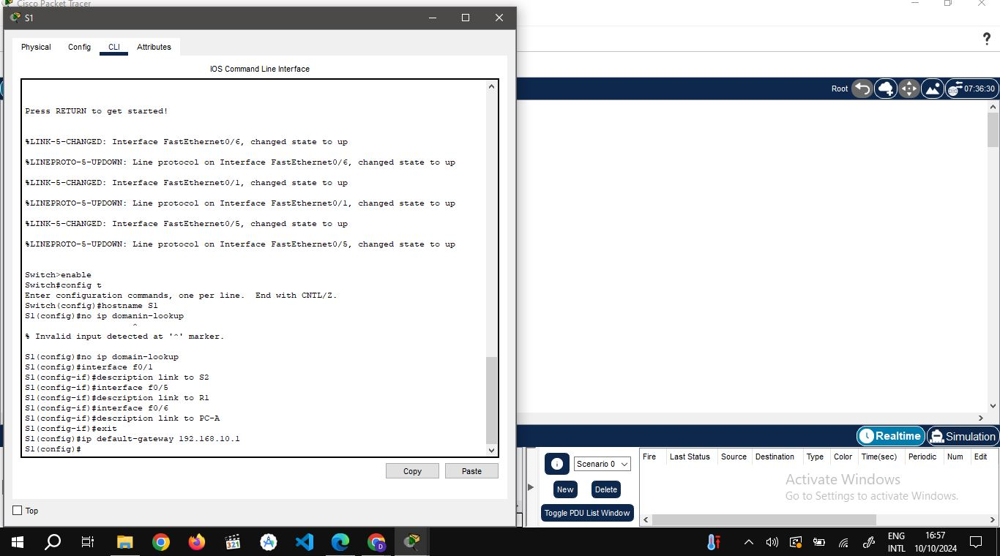 Cisco Packet Tracer
S1
Physical Config CLI Attributes
IOS Command Line Interface
Press RETURN to get started!
%LINK-5-CHANGED: Interface FastEthernet0/6, changed state to up
%LINEPROTO-5-UPDOWN: Line protocol on Interface FastEthernet0/6, changed state to up
%LINK-5-CHANGED: Interface FastEthernet0/1, changed state to up
%LINEPROTO-5-UPDOWN: Line protocol on Interface FastEthernet0/1, changed state to up
%LINK-5-CHANGED: Interface FastEthernet0/5, changed state to up
%LINEPROTO-5-UPDOWN: Line protocol on Interface FastEthernet0/5, changed state to up
Switch>enable
Switch#config t
Enter configuration commands, one per line.  End with CNTL/Z.
Switch(config)#hostname S1
S1(config)#no ip domanin-lookup
^
% Invalid input detected at '^' marker.
S1(config)#no ip domain-lookup
S1(config)#interface f0/1
S1(config-if)#description link to S2
S1(config-if)#interface f0/5
S1(config-if)#description link to R1
S1(config-if)#interface f0/6
S1(config-if)#description link to PC-A
S1(config-if)#exit
S1(config)#ip default-gateway 192.168.10.1
S1(config)#
Copy Paste
Top
?
Root 07:36:30
Realtime Simulation
Scenario 0
New Delete
Toggle PDU List Window
Fire Last Status Source Destination Type Color Time(sec) Periodic Num Edit
Activate Windows
Go to Settings to activate Windows.
321
D
ENG
INTL
16:57
10/10/2024